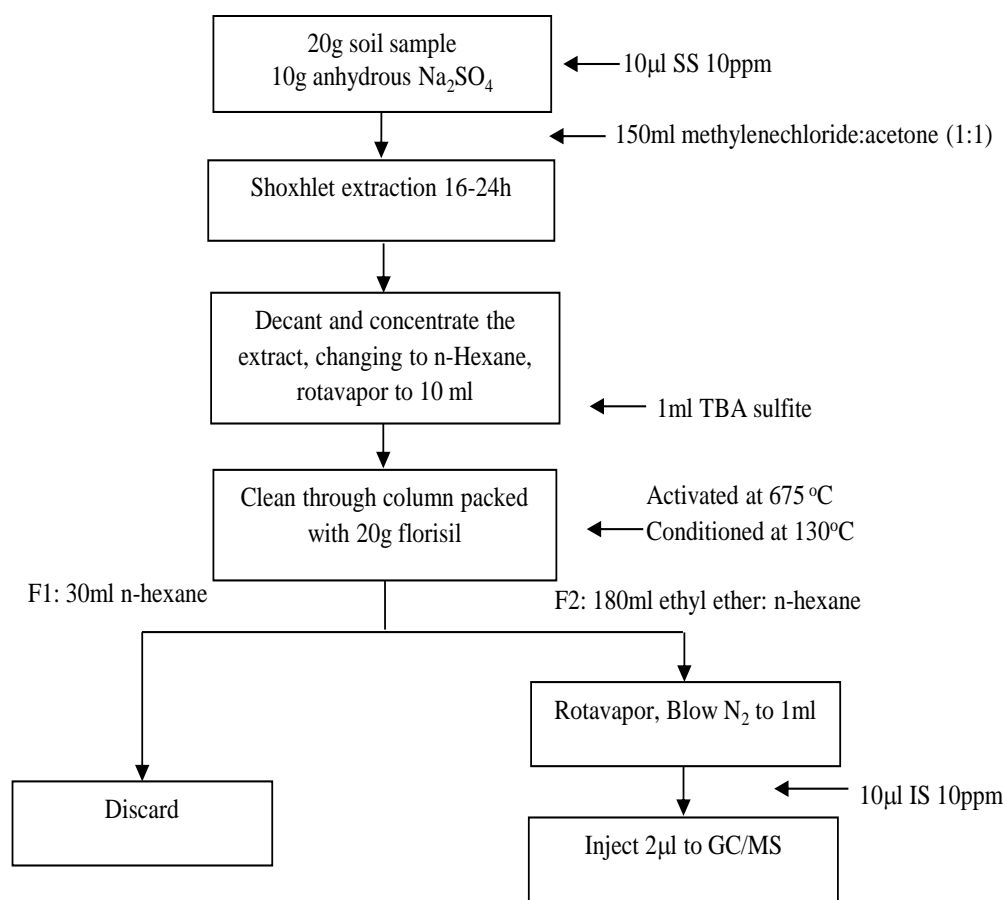 20g soil sample
10g anhydrous Na₂SO₄
10μl SS 10ppm
150ml methylenechloride:acetone (1:1)
Shoxhlet extraction 16-24h
Decant and concentrate the
extract, changing to n-Hexane,
rotavapor to 10 ml
1ml TBA sulfite
Clean through column packed
with 20g florisil
Activated at 675 °C
Conditioned at 130°C
F1: 30ml n-hexane
F2: 180ml ethyl ether: n-hexane
Rotavapor, Blow N₂ to 1ml
Discard
10μl IS 10ppm
Inject 2μl to GC/MS